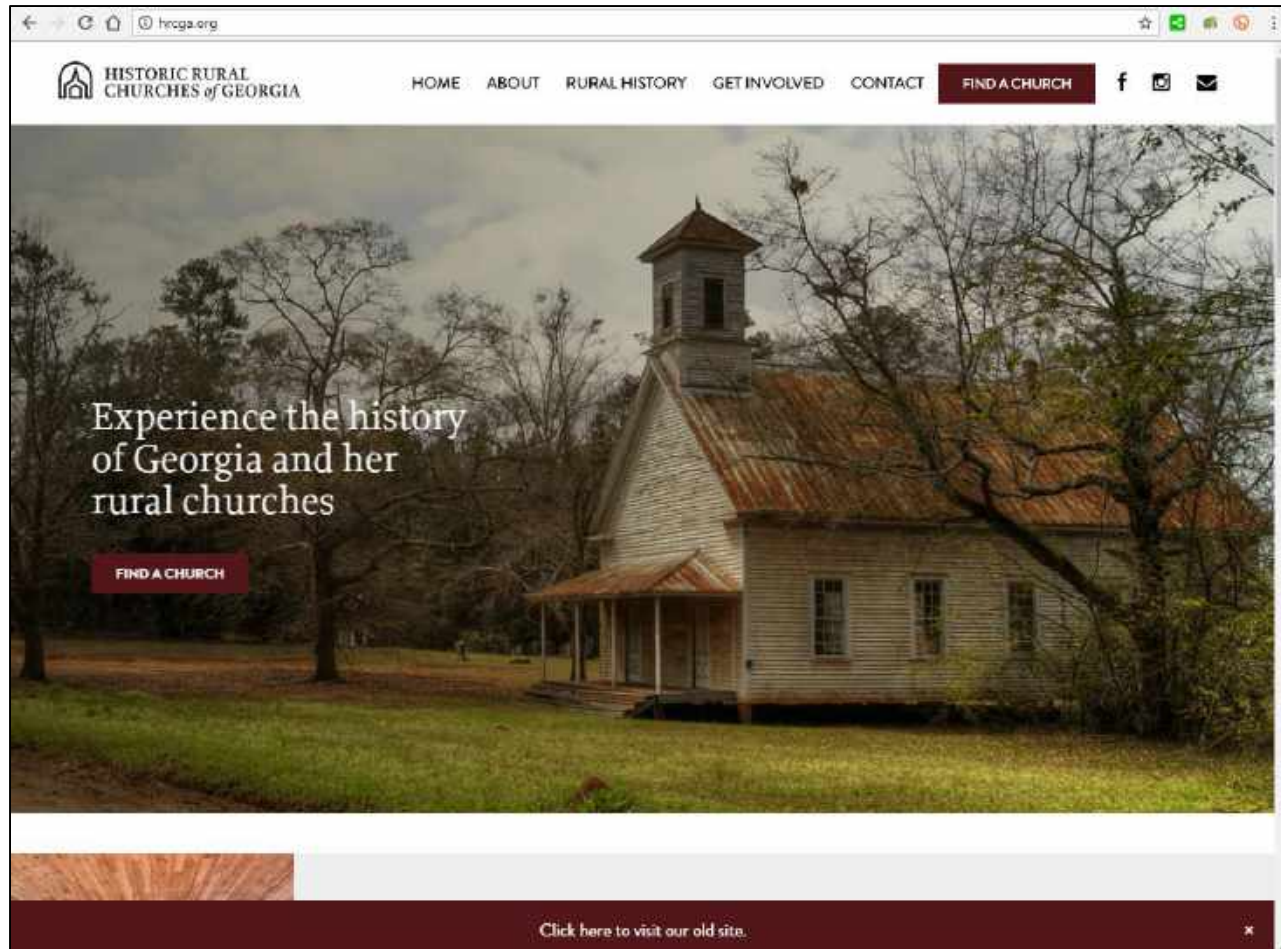 hrcga.org
HISTORIC RURAL
CHURCHES of GEORGIA
HOME ABOUT RURAL HISTORY GET INVOLVED CONTACT FIND A CHURCH
Experience the history
of Georgia and her
rural churches
FIND A CHURCH
Click here to visit our old site.